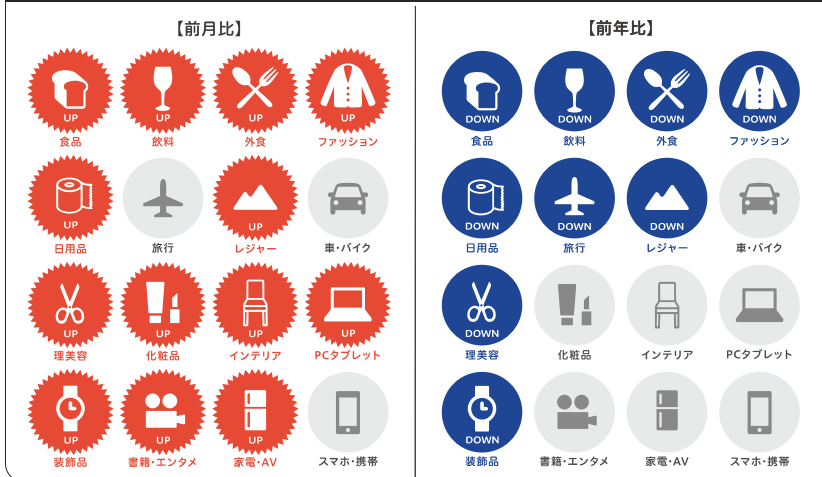 【前月比】
UP UP UP UP
食品 飲料 外食 ファッション
UP UP
日用品 旅行 レジャー 車・バイク
UP UP UP UP
理美容 化粧品 インテリア PCタブレット
UP UP UP
装飾品 書籍・エンタメ 家電・AV スマホ・携帯
【前年比】
DOWN DOWN DOWN DOWN
食品 飲料 外食 ファッション
DOWN DOWN DOWN
日用品 旅行 レジャー 車・バイク
DOWN
理美容 化粧品 インテリア PCタブレット
DOWN
装飾品 書籍・エンタメ 家電・AV スマホ・携帯